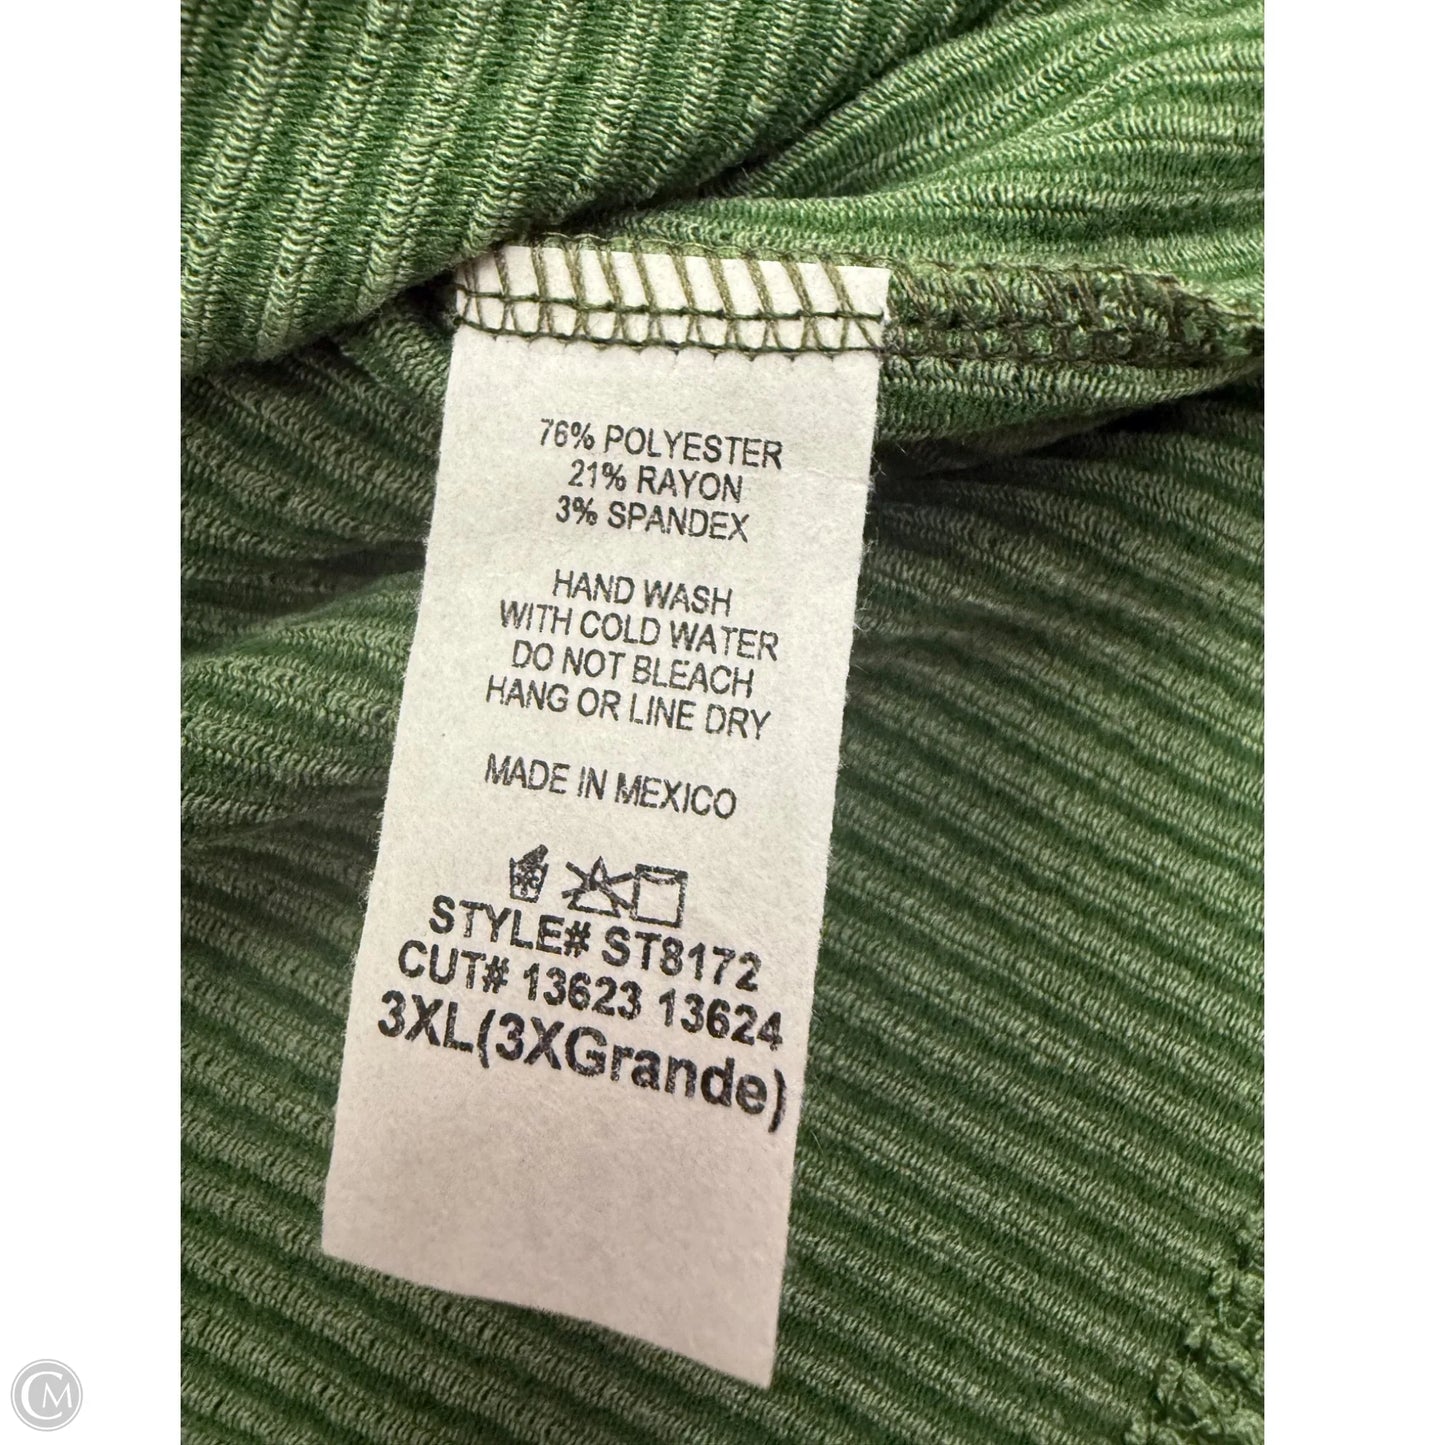 76% POLYESTER
21% RAYON
3% SPANDEX
HAND WASH
WITH COLD WATER
DO NOT BLEACH
HANG OR LINE DRY
MADE IN MEXICO
STYLE# ST8172
CUT# 13623 13624
3XL(3XGrande)
CM